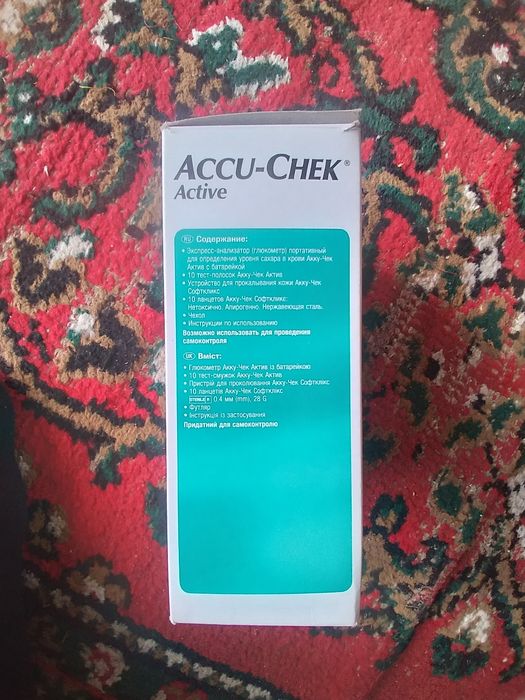 ACCU-CHEK®
Active
RU Содержание:
• Экспресс-анализатор (глюкометр) портативный
для определения уровня сахара в крови Акку-Чек
Актив с батарейкой
• 10 тест-полосок Акку-Чек Актив
• Устройство для прокалывания кожи Акку-Чек
Софткликс
• 10 ланцетов Акку-Чек Софткликс:
Нетоксично. Апирогенно. Нержавеющая сталь.
• Чехол
• Инструкции по использованию
Возможно использовать для проведения
самоконтроля
UK Вміст:
• Глюкометр Акку-Чек Актив із батарейкою
• 10 тест-смужок Акку-Чек Актив
• Пристрій для проколювання Акку-Чек Софткликс
• 10 ланцетів Акку-Чек Софткликс
STERILE R 0.4 мм (mm), 28 G
• Футляр
• Інструкція із застосування
Придатний для самоконтролю